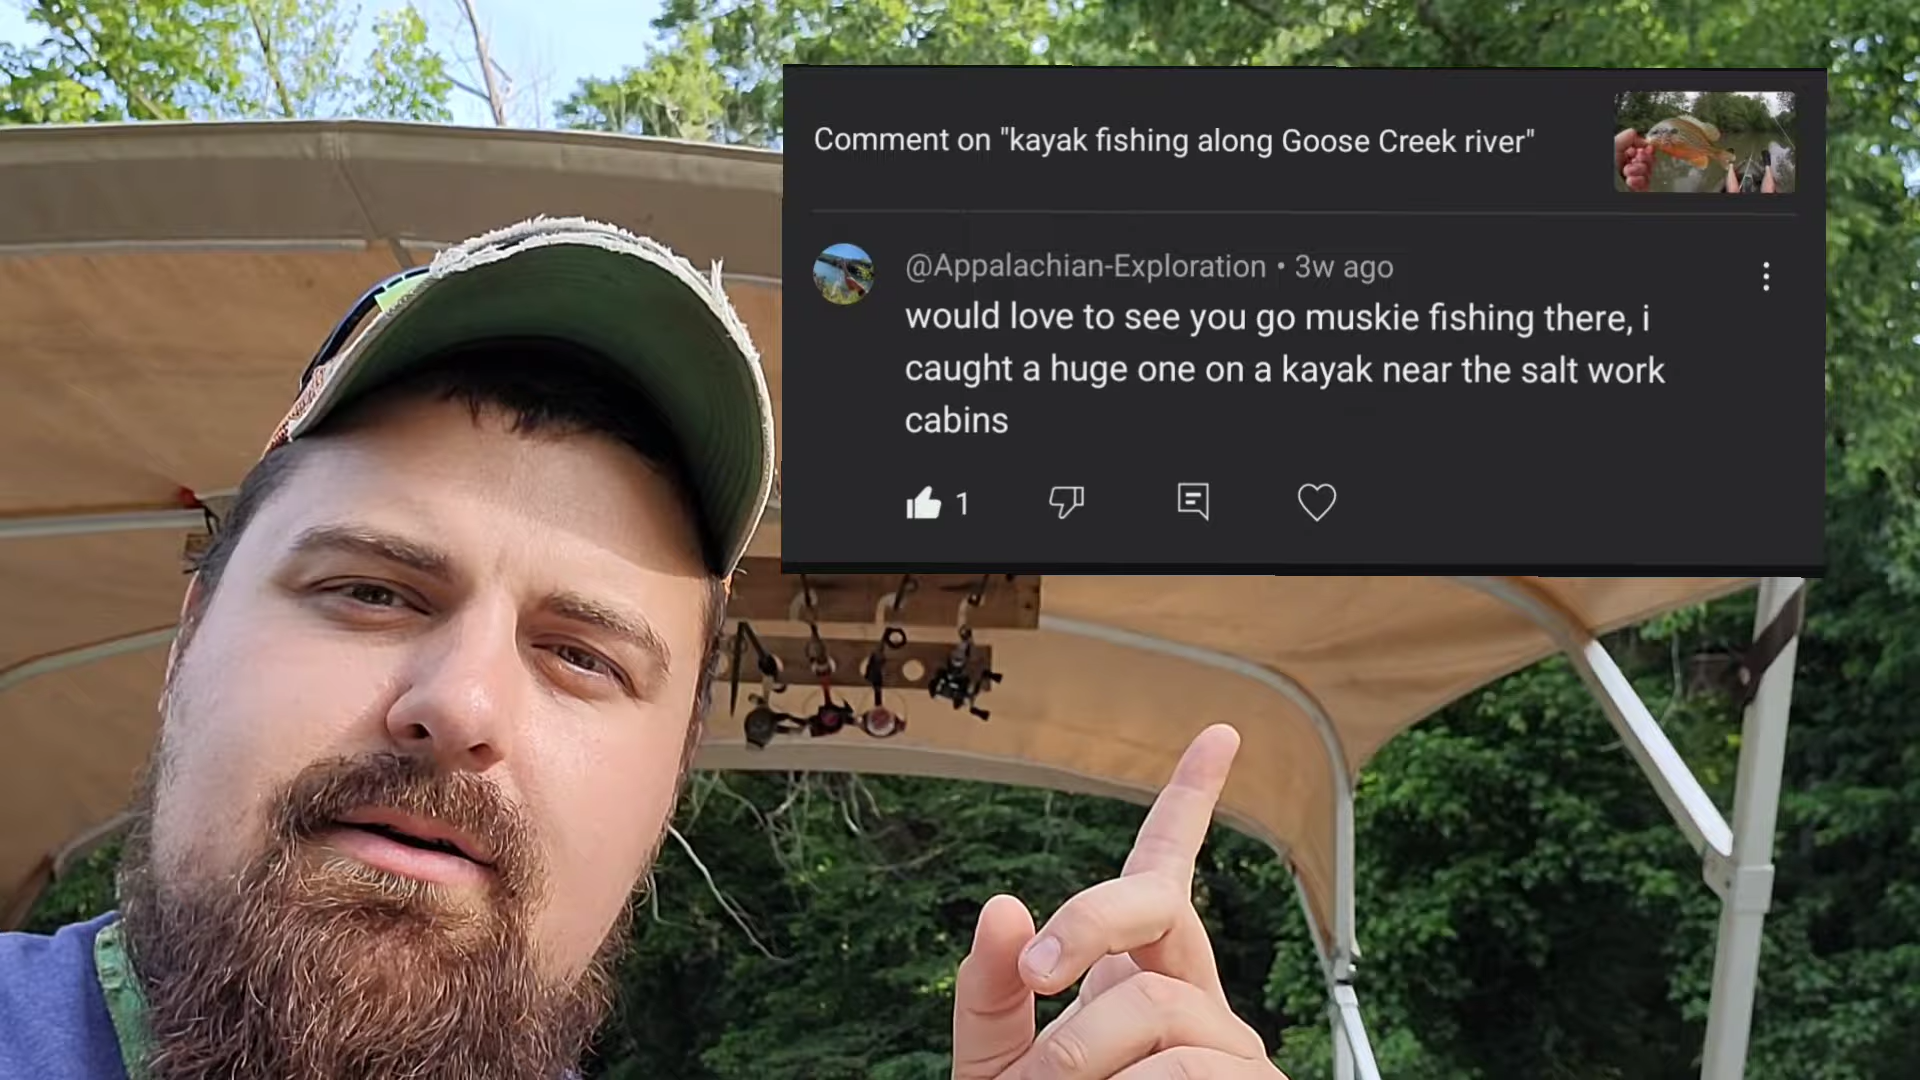 Comment on "kayak fishing along Goose Creek river"
@Appalachian-Exploration • 3w ago
would love to see you go muskie fishing there, i
caught a huge one on a kayak near the salt work
cabins
1